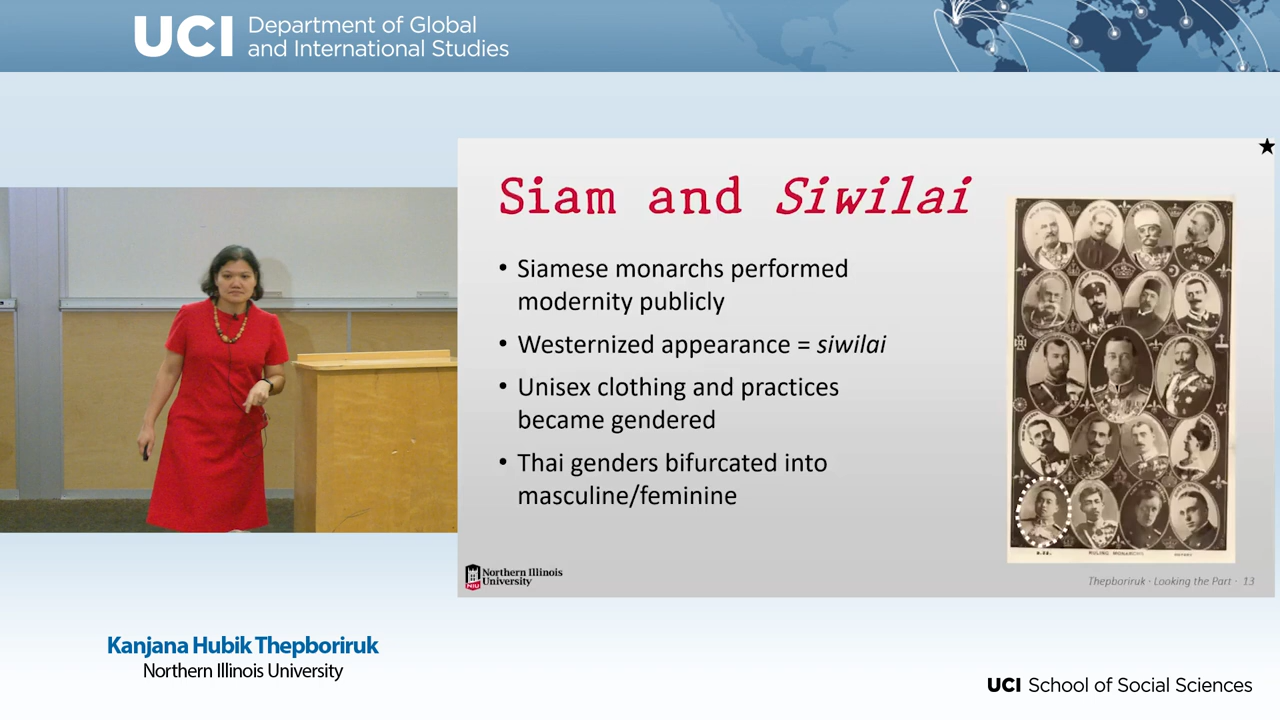 UCI
Department of Global
and International Studies
Siam and Siwilai
• Siamese monarchs performed
modernity publicly
• Westernized appearance = siwilai
• Unisex clothing and practices
became gendered
• Thai genders bifurcated into
masculine/feminine
RULING MONARCHS
NIU
Northern Illinois
University
Thepboriruk · Looking the Part · 13
Kanjana Hubik Thepboriruk
Northern Illinois University
UCI School of Social Sciences